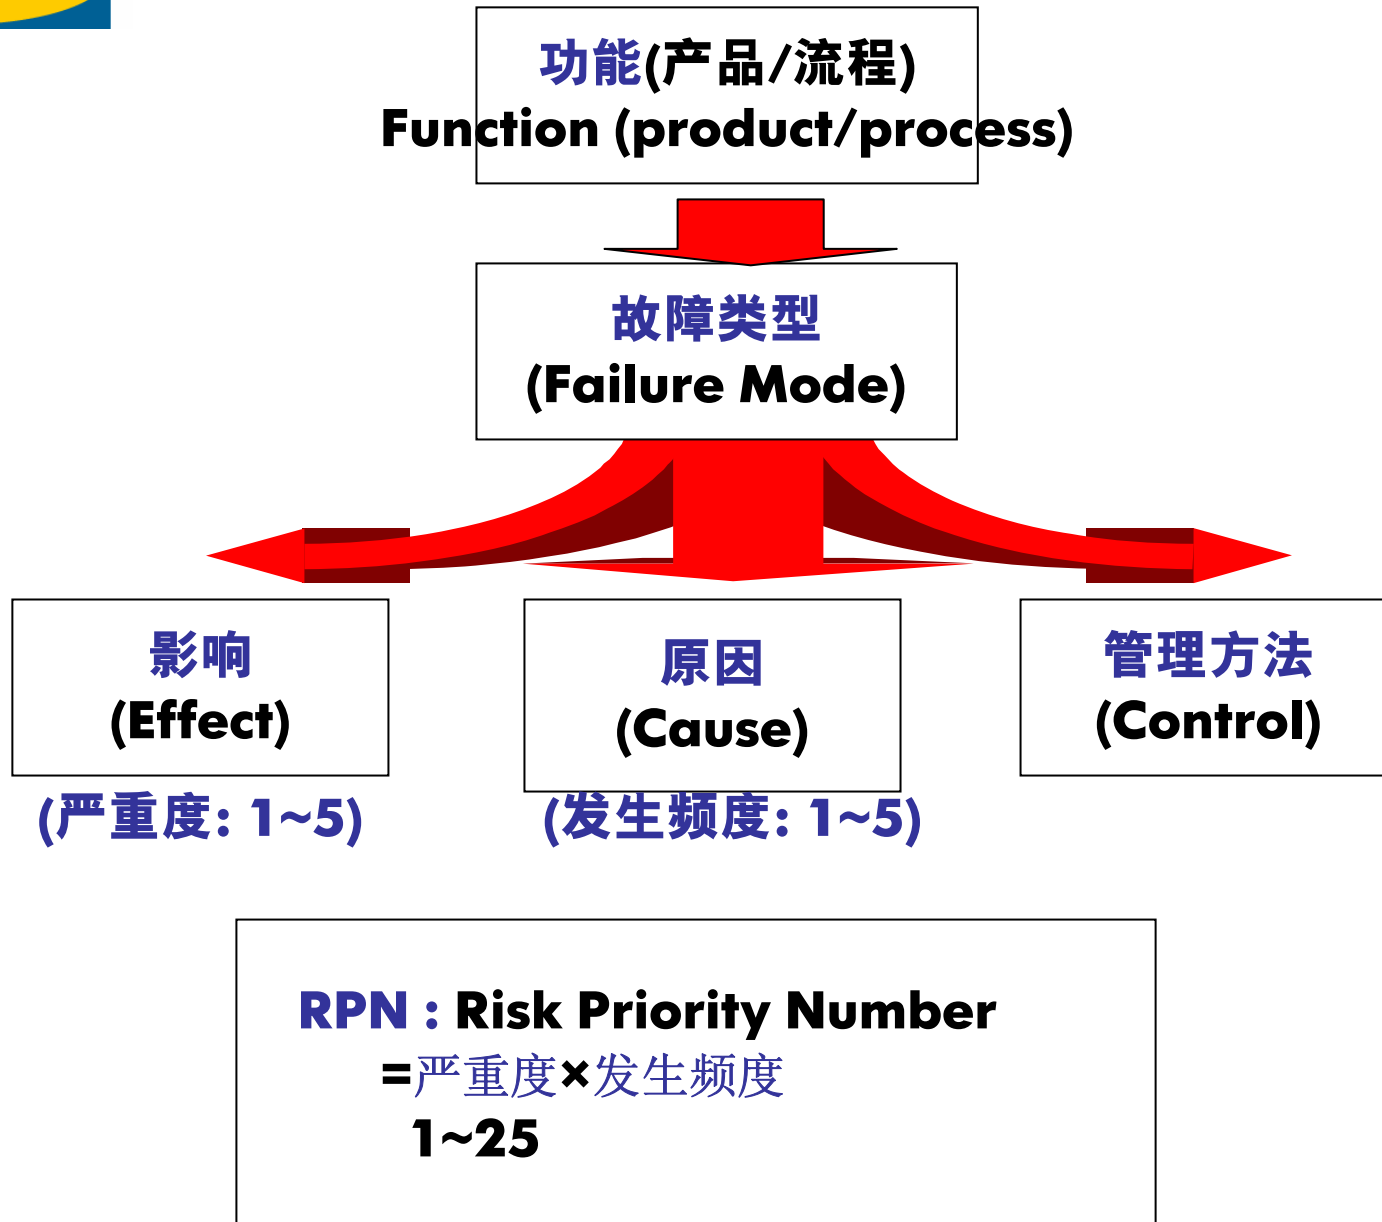 功能(产品/流程)
Function (product/process)
故障类型
(Failure Mode)
影响
(Effect)
(严重度: 1~5)
原因
(Cause)
(发生频度: 1~5)
管理方法
(Control)
RPN : Risk Priority Number
=严重度×发生频度
1~25